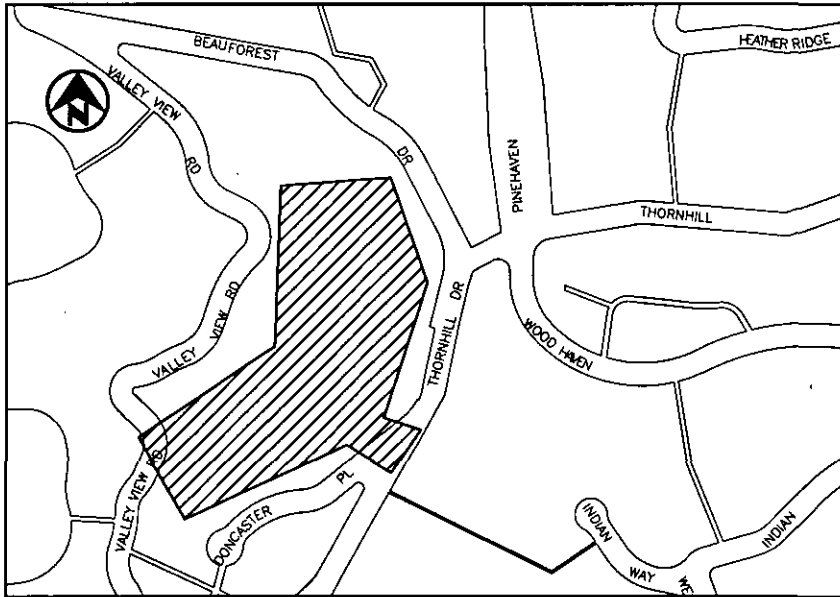 BEAUFOREST
DR
HEATHER RIDGE
VALLEY VIEW
RD
N
PINEHAVEN
THORNHILL
VALLEY VIEW RD
THORNHILL DR
WOOD HAVEN
VALLEY VIEW RD
DONCASTER PL
INDIAN
WAY WE
INDIAN